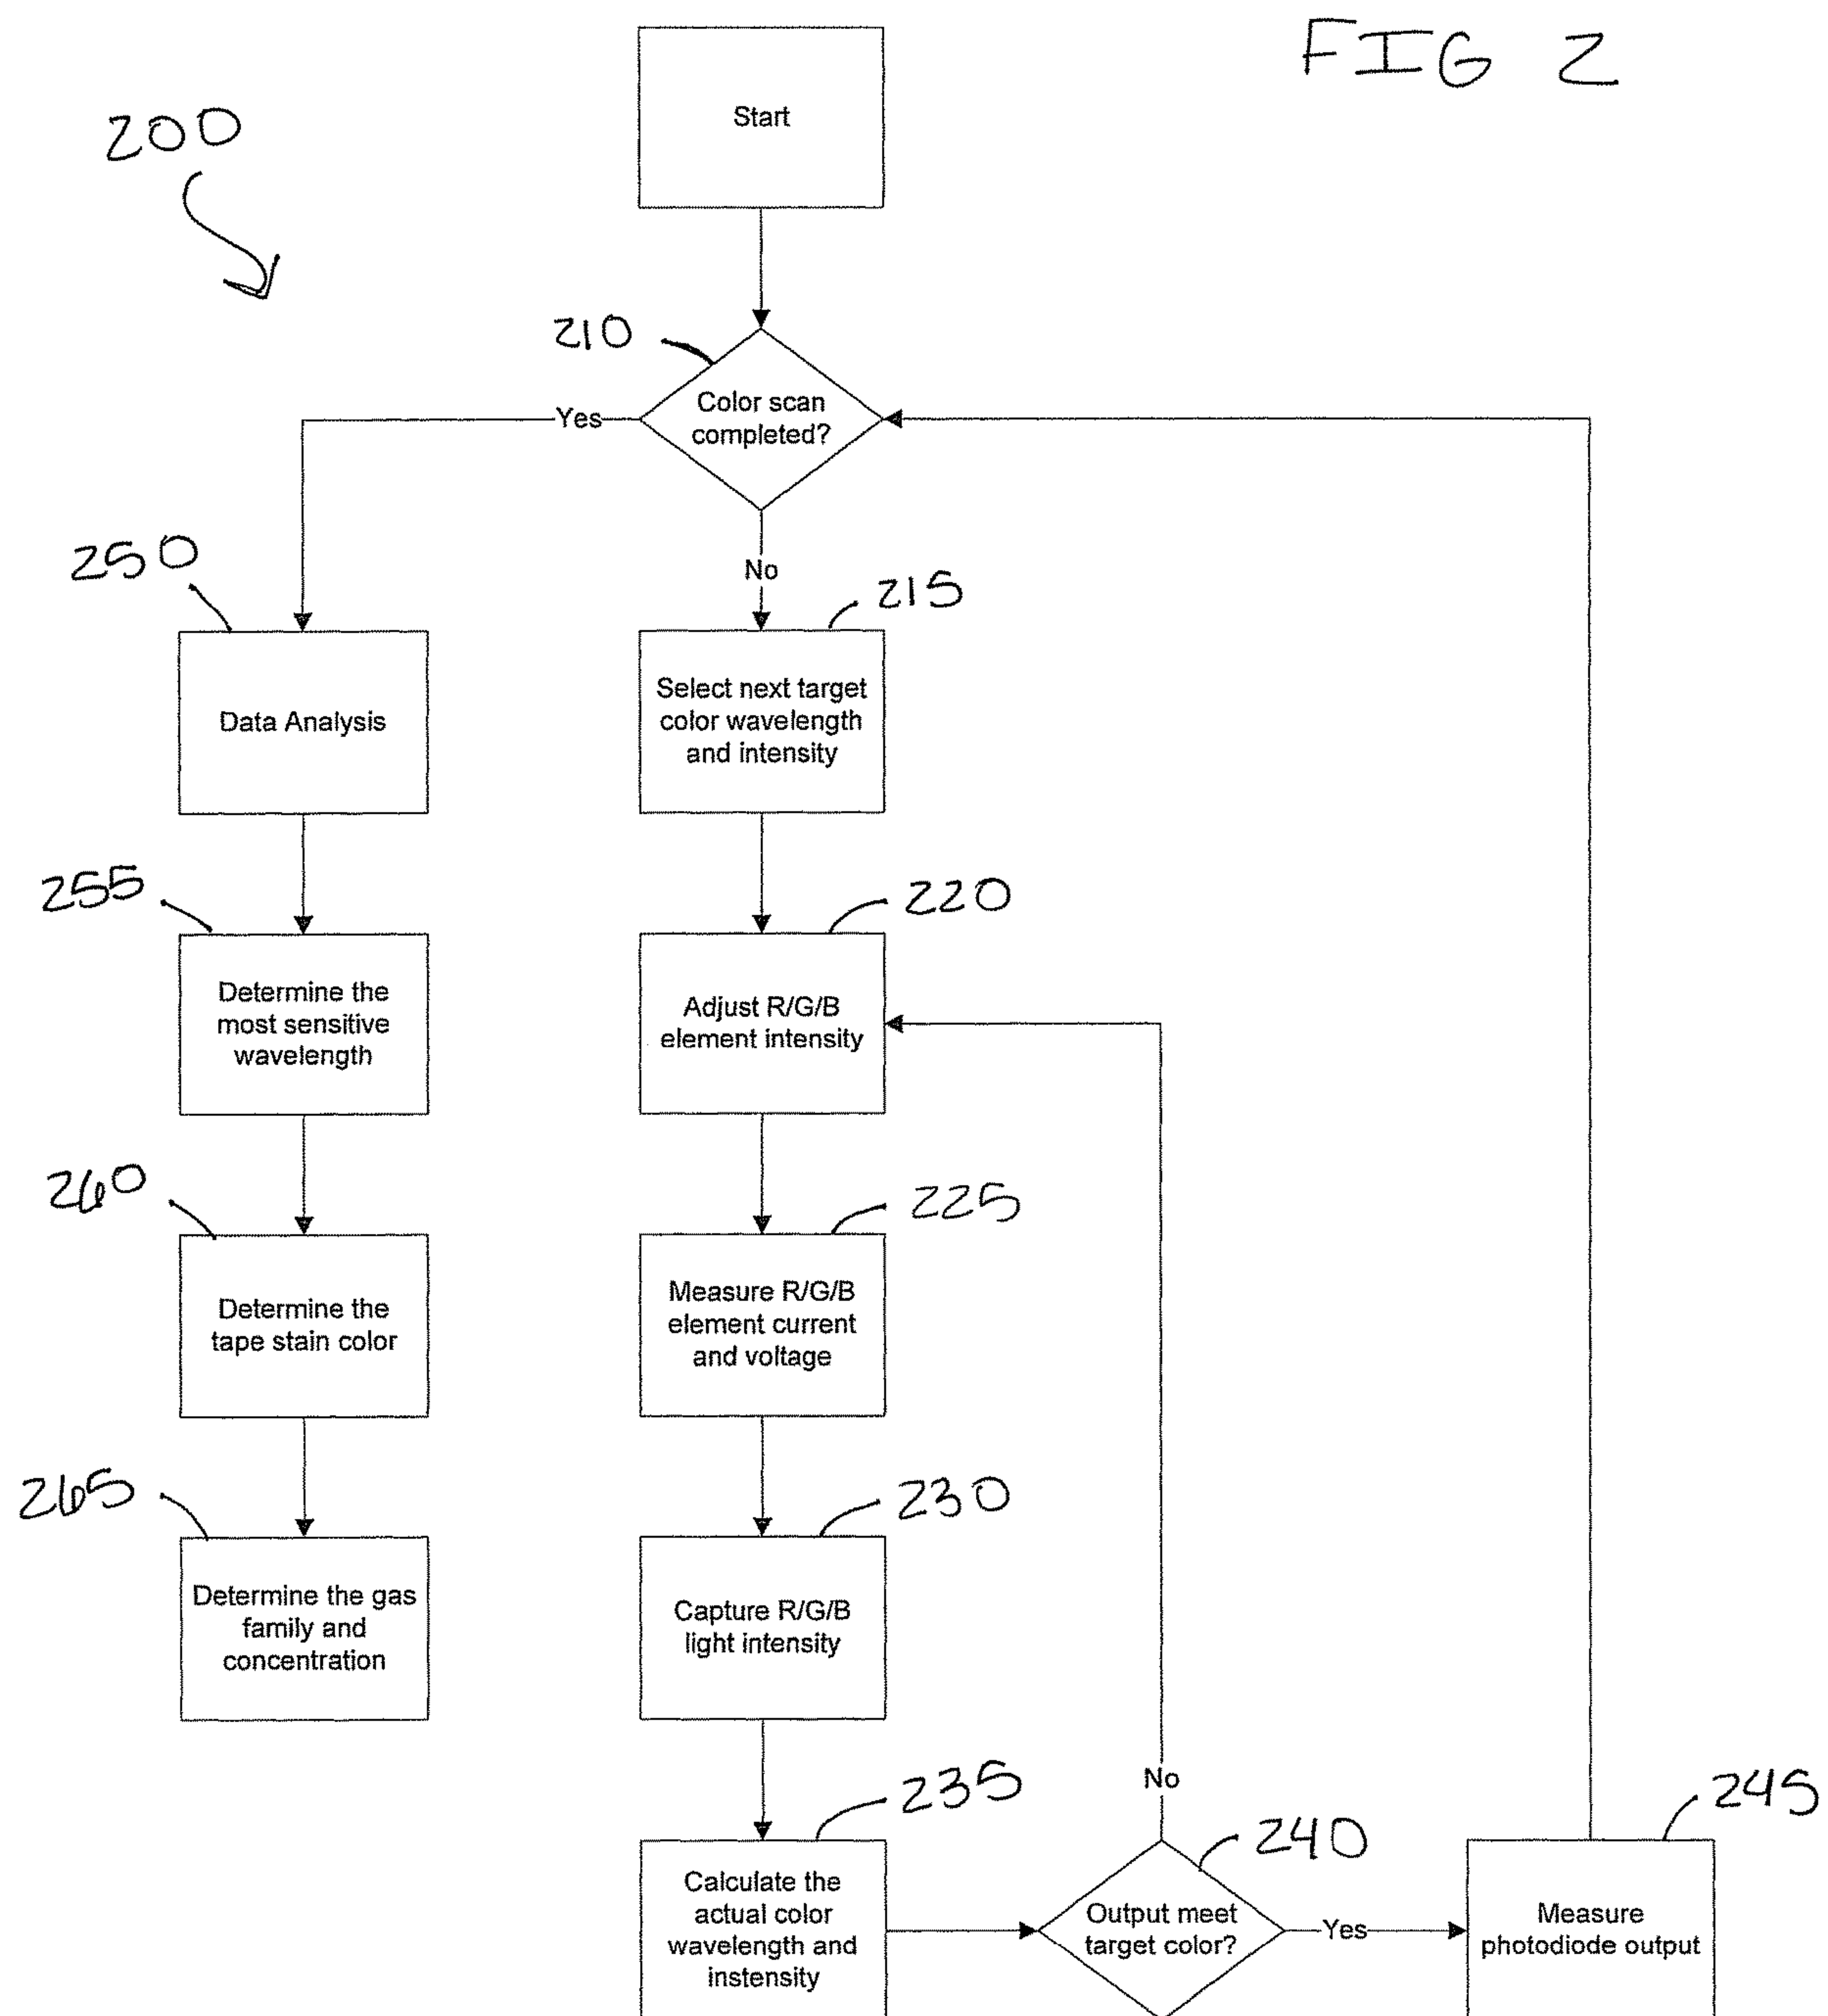 FIG 2
200
Start
210
Color scan
completed?
Yes
No
250
215
Data Analysis
Select next target
color wavelength
and intensity
255
220
Determine the
most sensitive
wavelength
Adjust R/G/B
element intensity
260
225
Determine the
tape stain color
Measure R/G/B
element current
and voltage
265
230
Determine the gas
family and
concentration
Capture R/G/B
light intensity
235
No
240
245
Calculate the
actual color
wavelength and
instensity
Output meet
target color?
Yes
Measure
photodiode output